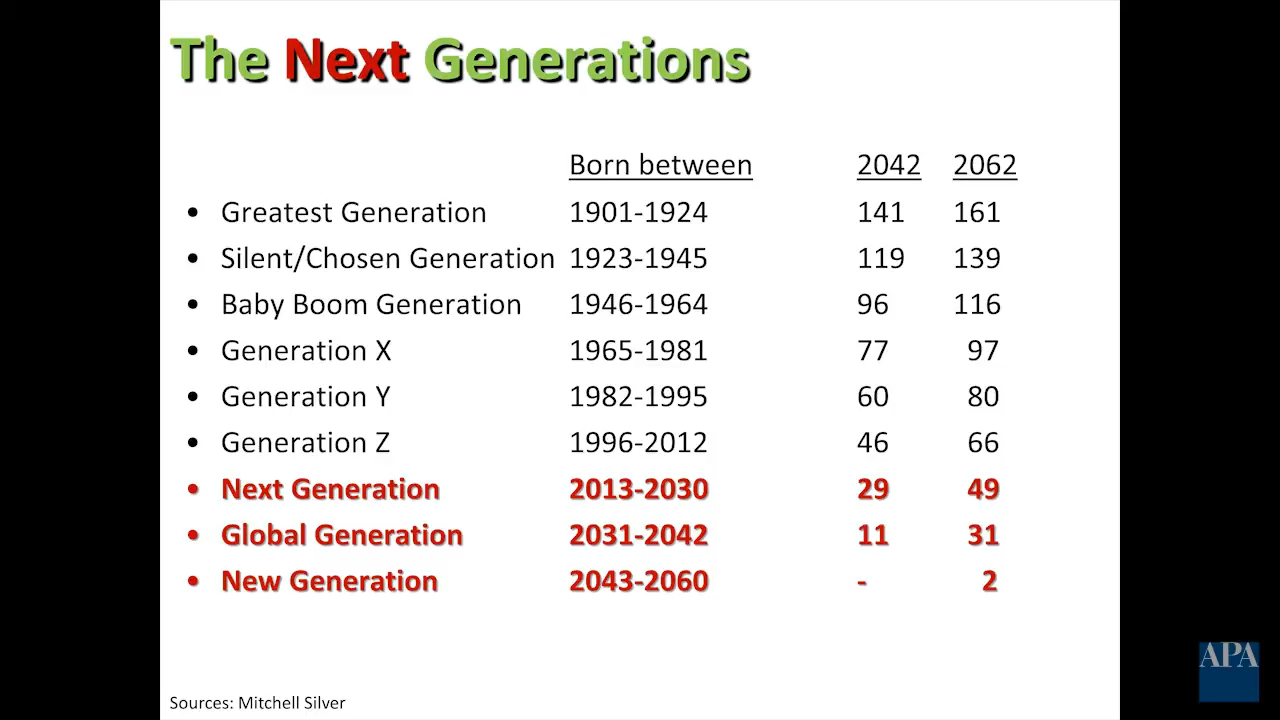 The Next Generations
Born between 2042 2062
• Greatest Generation 1901-1924 141 161
• Silent/Chosen Generation 1923-1945 119 139
• Baby Boom Generation 1946-1964 96 116
• Generation X 1965-1981 77 97
• Generation Y 1982-1995 60 80
• Generation Z 1996-2012 46 66
• Next Generation 2013-2030 29 49
• Global Generation 2031-2042 11 31
• New Generation 2043-2060 - 2
APA
Sources: Mitchell Silver